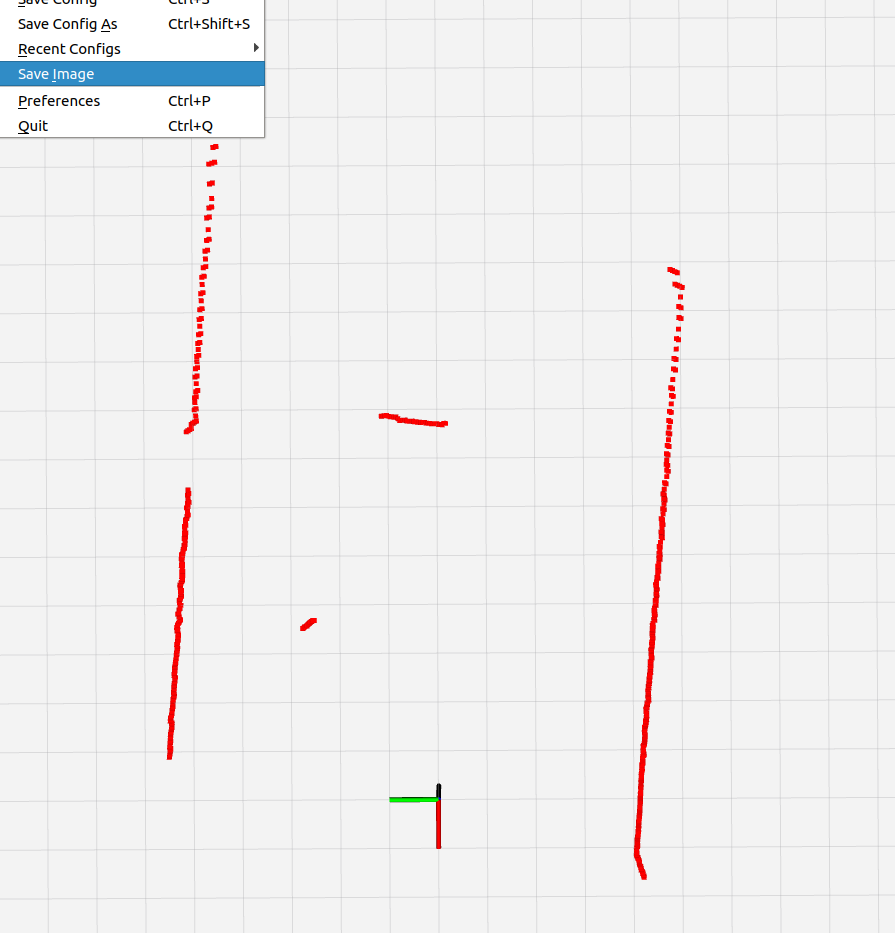 Save Config Ctrl+S
Save Config As Ctrl+Shift+S
Recent Configs
Save Image
Preferences Ctrl+P
Quit Ctrl+Q